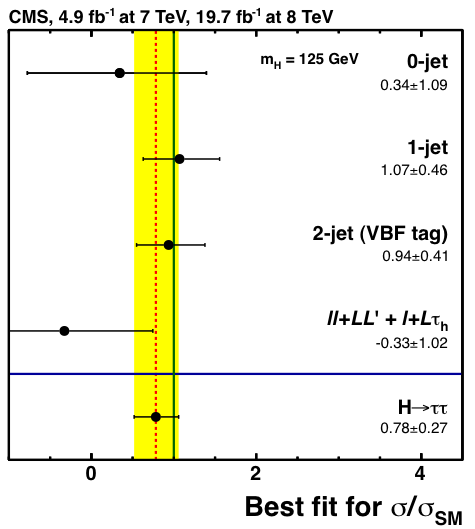 CMS, 4.9 fb⁻¹ at 7 TeV, 19.7 fb⁻¹ at 8 TeV
m_H = 125 GeV
0-jet
0.34±1.09
1-jet
1.07±0.46
2-jet (VBF tag)
0.94±0.41
ll+LL' + l+Lτ_h
-0.33±1.02
H→ττ
0.78±0.27
0 2 4
Best fit for σ/σ_SM